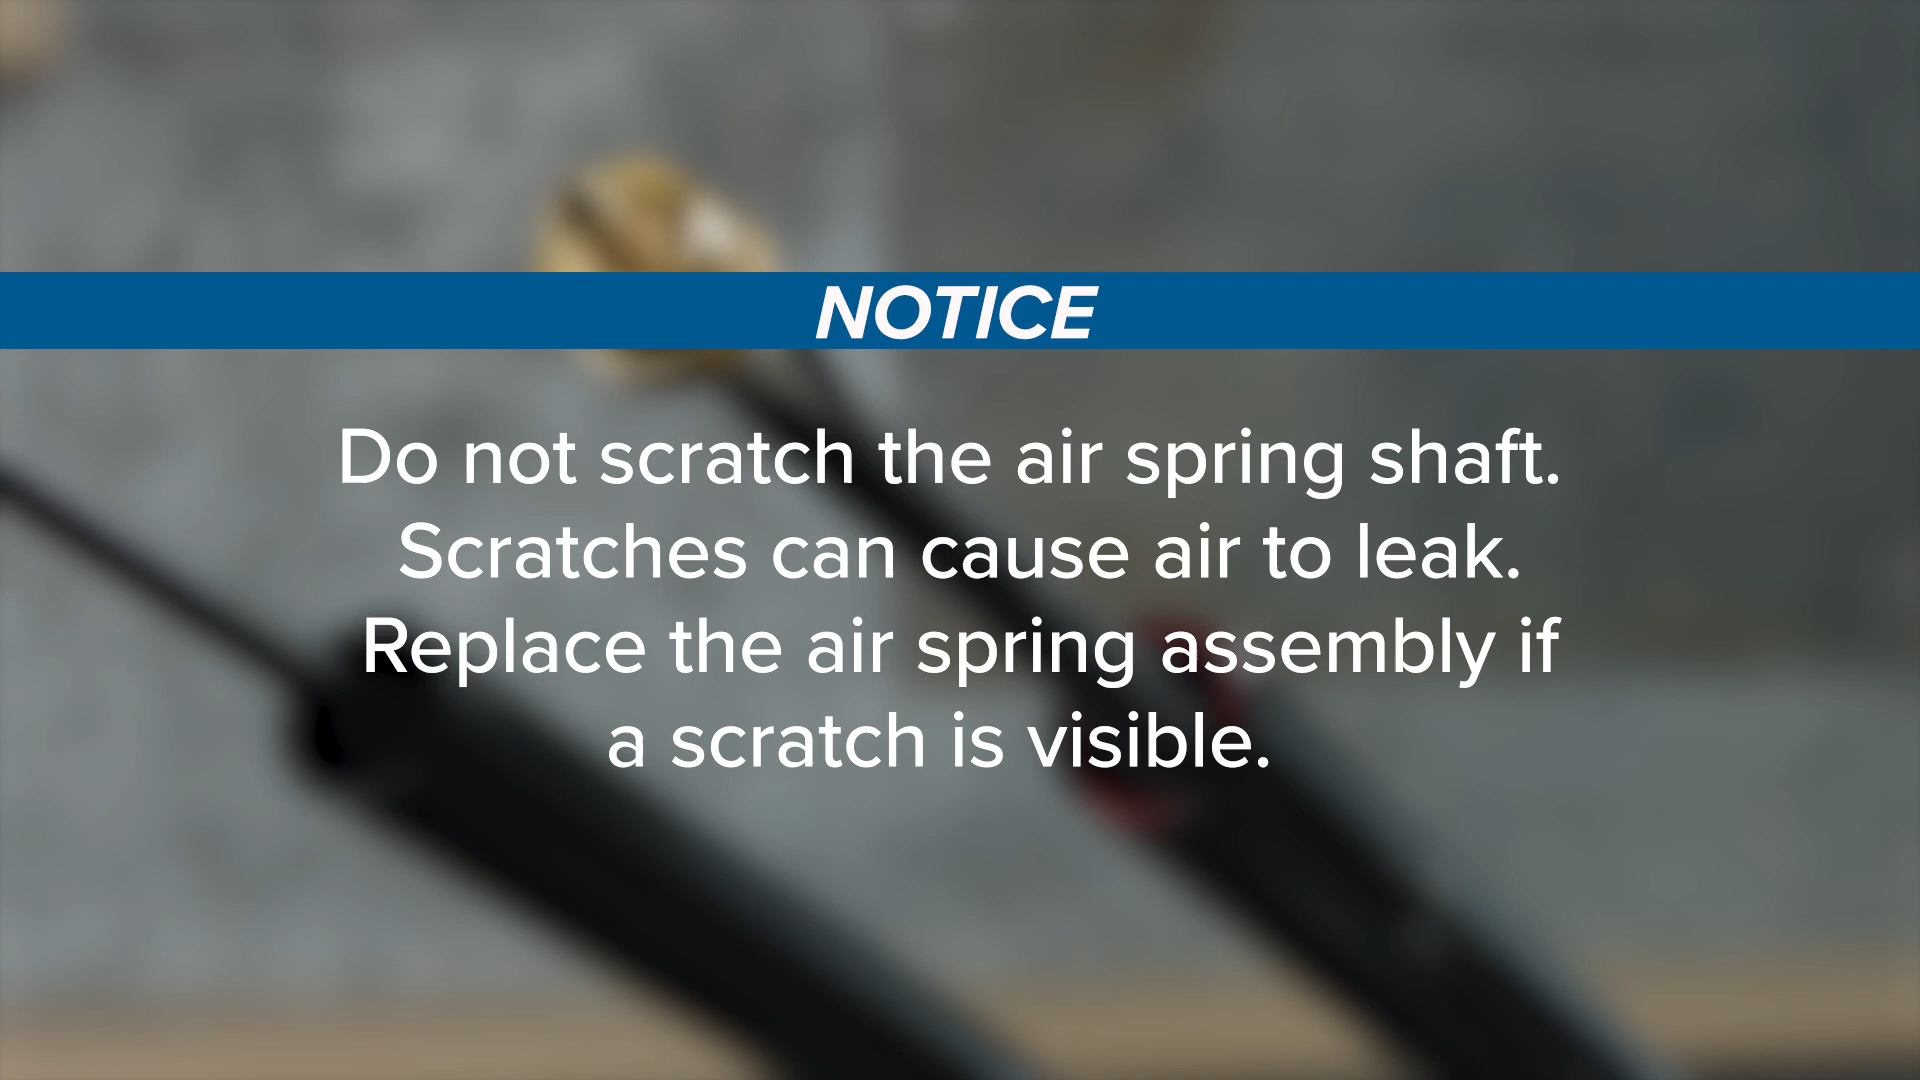 NOTICE
Do not scratch the air spring shaft.
Scratches can cause air to leak.
Replace the air spring assembly if
a scratch is visible.